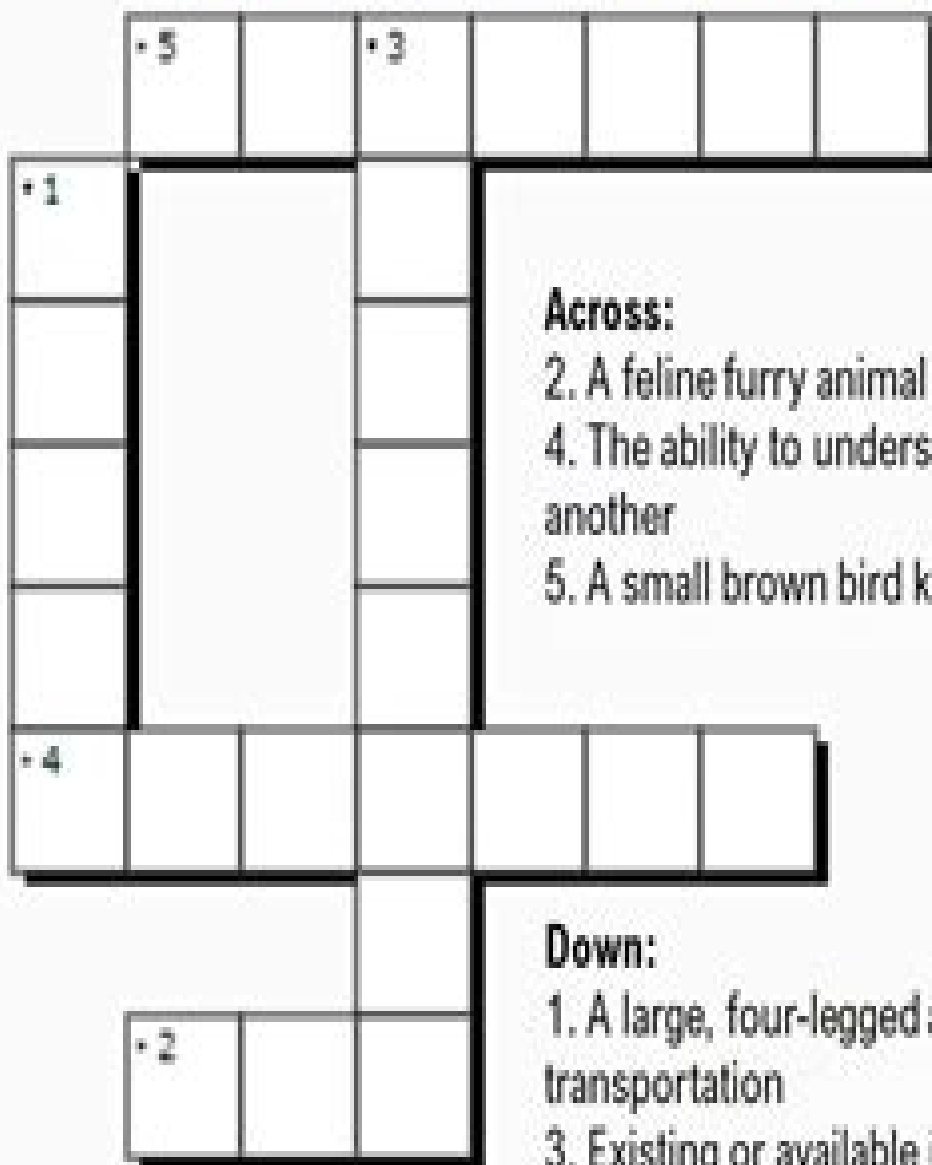 • 5
• 3
• 1
Across:
2. A feline furry animal
4. The ability to unders
another
5. A small brown bird k
• 4
Down:
1. A large, four-legged
• 2
transportation
3. Existing or available